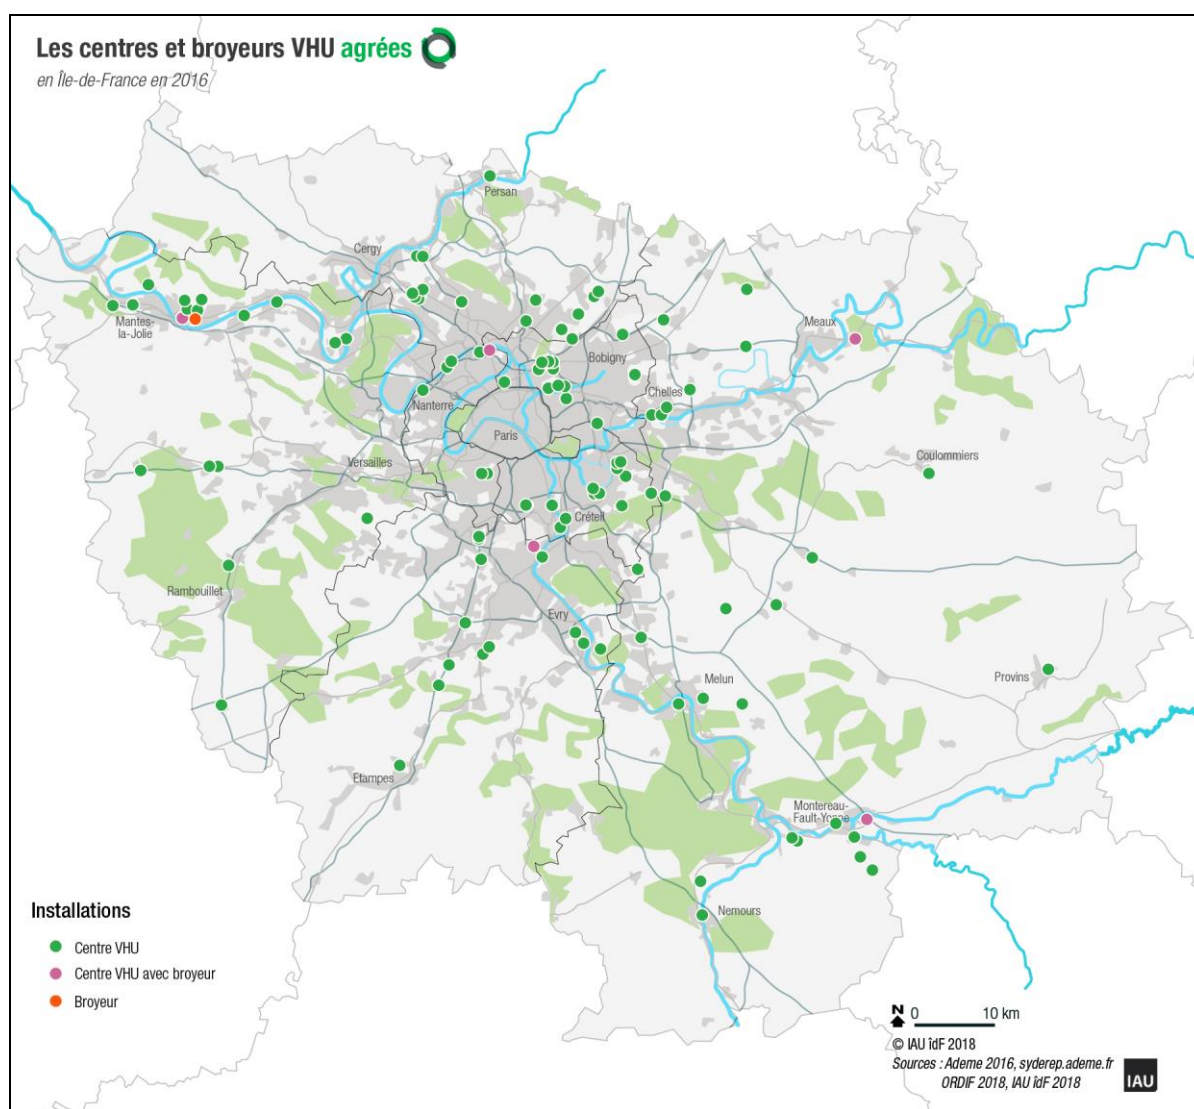 Les centres et broyeurs VHU agréés
en Île-de-France en 2016
Persan
Cergy
Mantes-
la-Jolie
Meaux
Bobigny
Chelles
Nanterre
Paris
Versailles
Coulommiers
Créteil
Rambouillet
Evry
Melun
Provins
Etampes
Montereau-
Fault-Yonne
Nemours
Installations
Centre VHU
Centre VHU avec broyeur
Broyeur
N
0 10 km
© IAU îdF 2018
Sources : Ademe 2016, syderep.ademe.fr
ORDIF 2018, IAU îdF 2018
IAU